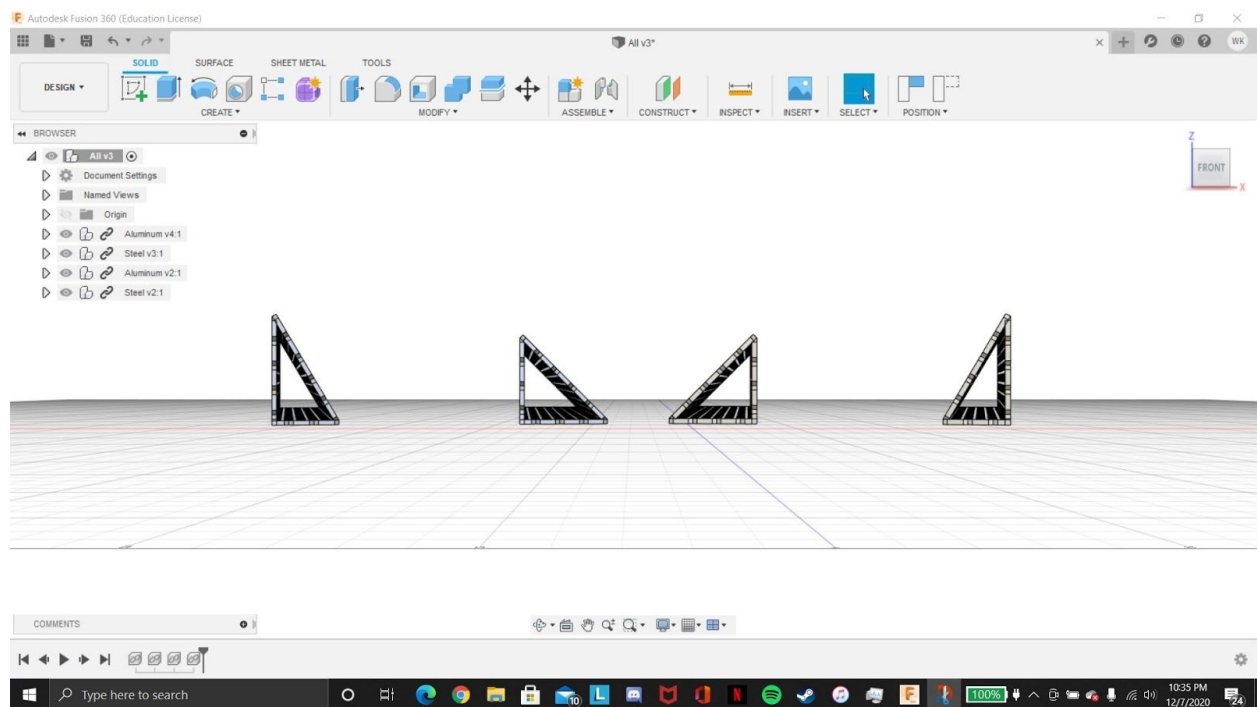 Autodesk Fusion 360 (Education License)
All v3*
WK
SOLID SURFACE SHEET METAL TOOLS
DESIGN
CREATE MODIFY ASSEMBLE CONSTRUCT INSPECT INSERT SELECT POSITION
BROWSER
All v3
Document Settings
Named Views
Origin
Aluminum v4:1
Steel v3:1
Aluminum v2:1
Steel v2:1
Z
FRONT
X
COMMENTS
Type here to search
10
L
N
F
100%
10:35 PM
12/7/2020
24